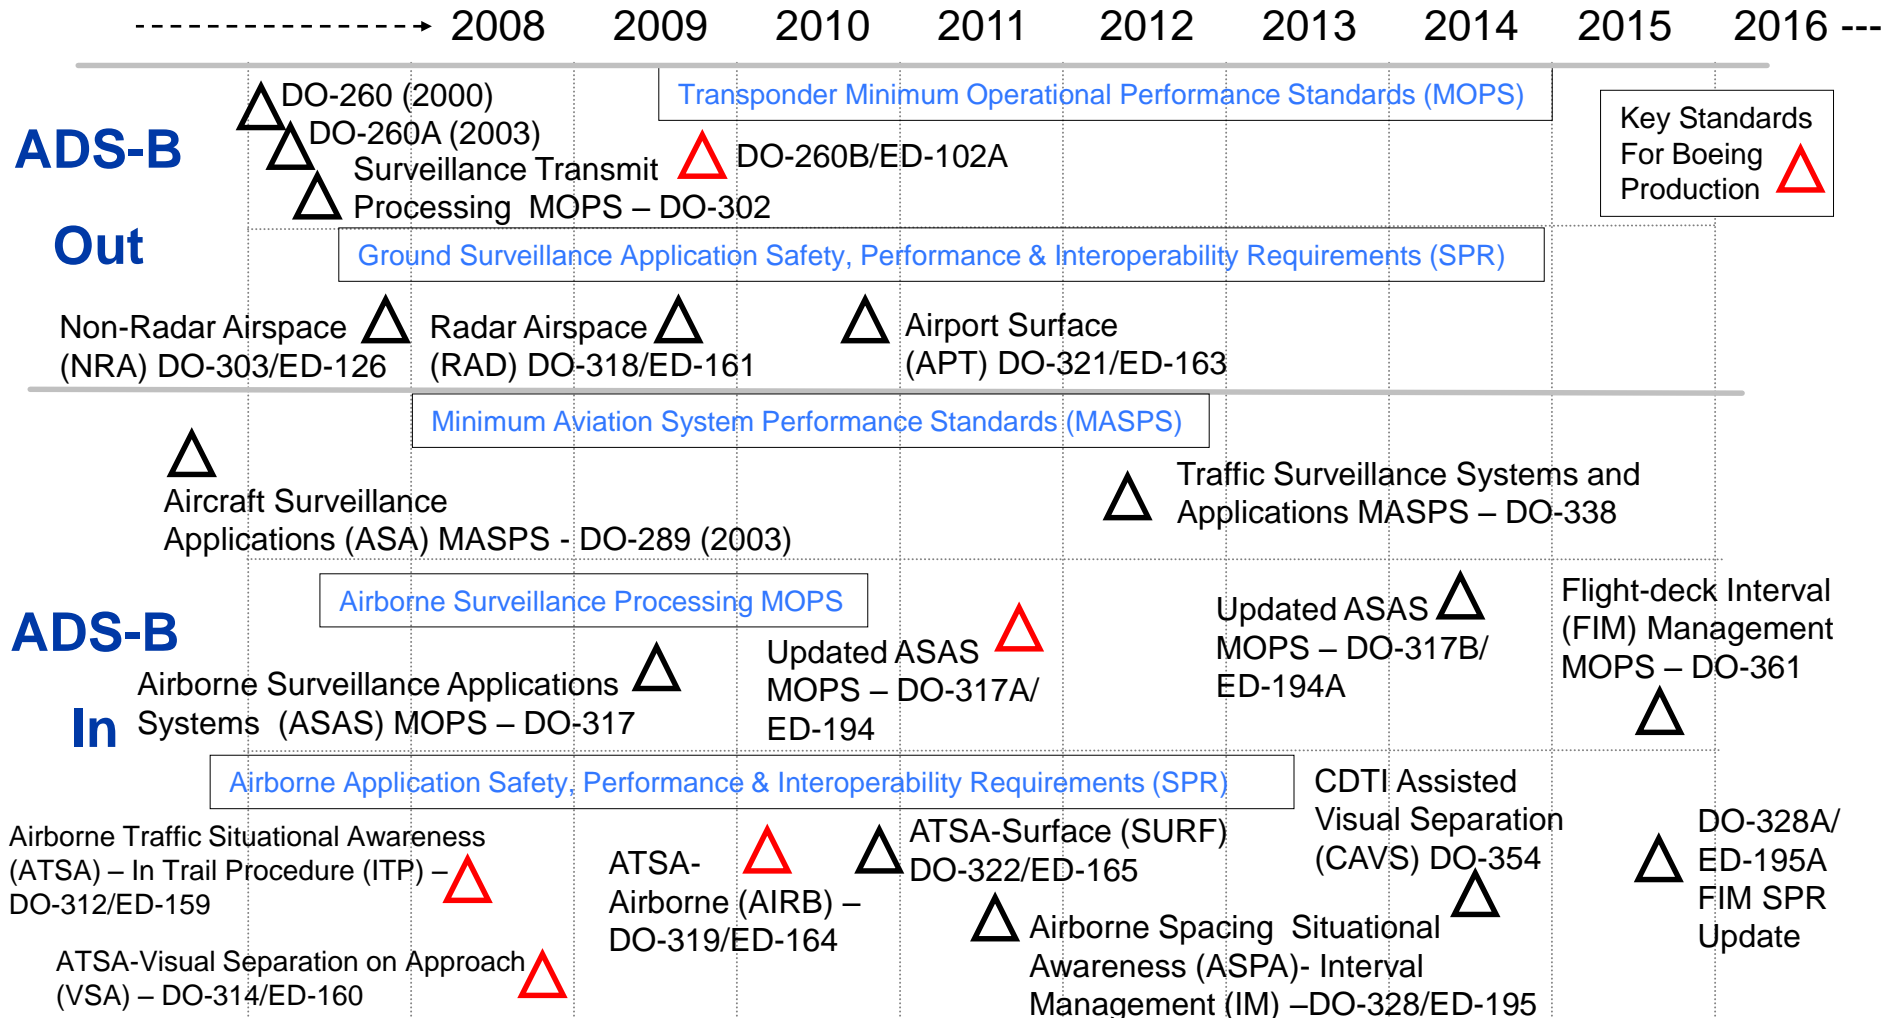 2008 2009 2010 2011 2012 2013 2014 2015 2016 ---
ADS-B
Out
DO-260 (2000)
DO-260A (2003)
Surveillance Transmit
Processing MOPS – DO-302
Transponder Minimum Operational Performance Standards (MOPS)
DO-260B/ED-102A
Key Standards
For Boeing
Production
Ground Surveillance Application Safety, Performance & Interoperability Requirements (SPR)
Non-Radar Airspace
(NRA) DO-303/ED-126
Radar Airspace
(RAD) DO-318/ED-161
Airport Surface
(APT) DO-321/ED-163
ADS-B
In
Minimum Aviation System Performance Standards (MASPS)
Aircraft Surveillance
Applications (ASA) MASPS - DO-289 (2003)
Traffic Surveillance Systems and
Applications MASPS – DO-338
Airborne Surveillance Processing MOPS
Airborne Surveillance Applications
Systems (ASAS) MOPS – DO-317
Updated ASAS
MOPS – DO-317A/
ED-194
Updated ASAS
MOPS – DO-317B/
ED-194A
Flight-deck Interval
(FIM) Management
MOPS – DO-361
Airborne Application Safety, Performance & Interoperability Requirements (SPR)
Airborne Traffic Situational Awareness
(ATSA) – In Trail Procedure (ITP) –
DO-312/ED-159
ATSA-Visual Separation on Approach
(VSA) – DO-314/ED-160
ATSA-
Airborne (AIRB) –
DO-319/ED-164
ATSA-Surface (SURF)
DO-322/ED-165
Airborne Spacing Situational
Awareness (ASPA)- Interval
Management (IM) –DO-328/ED-195
CDTI Assisted
Visual Separation
(CAVS) DO-354
DO-328A/
ED-195A
FIM SPR
Update